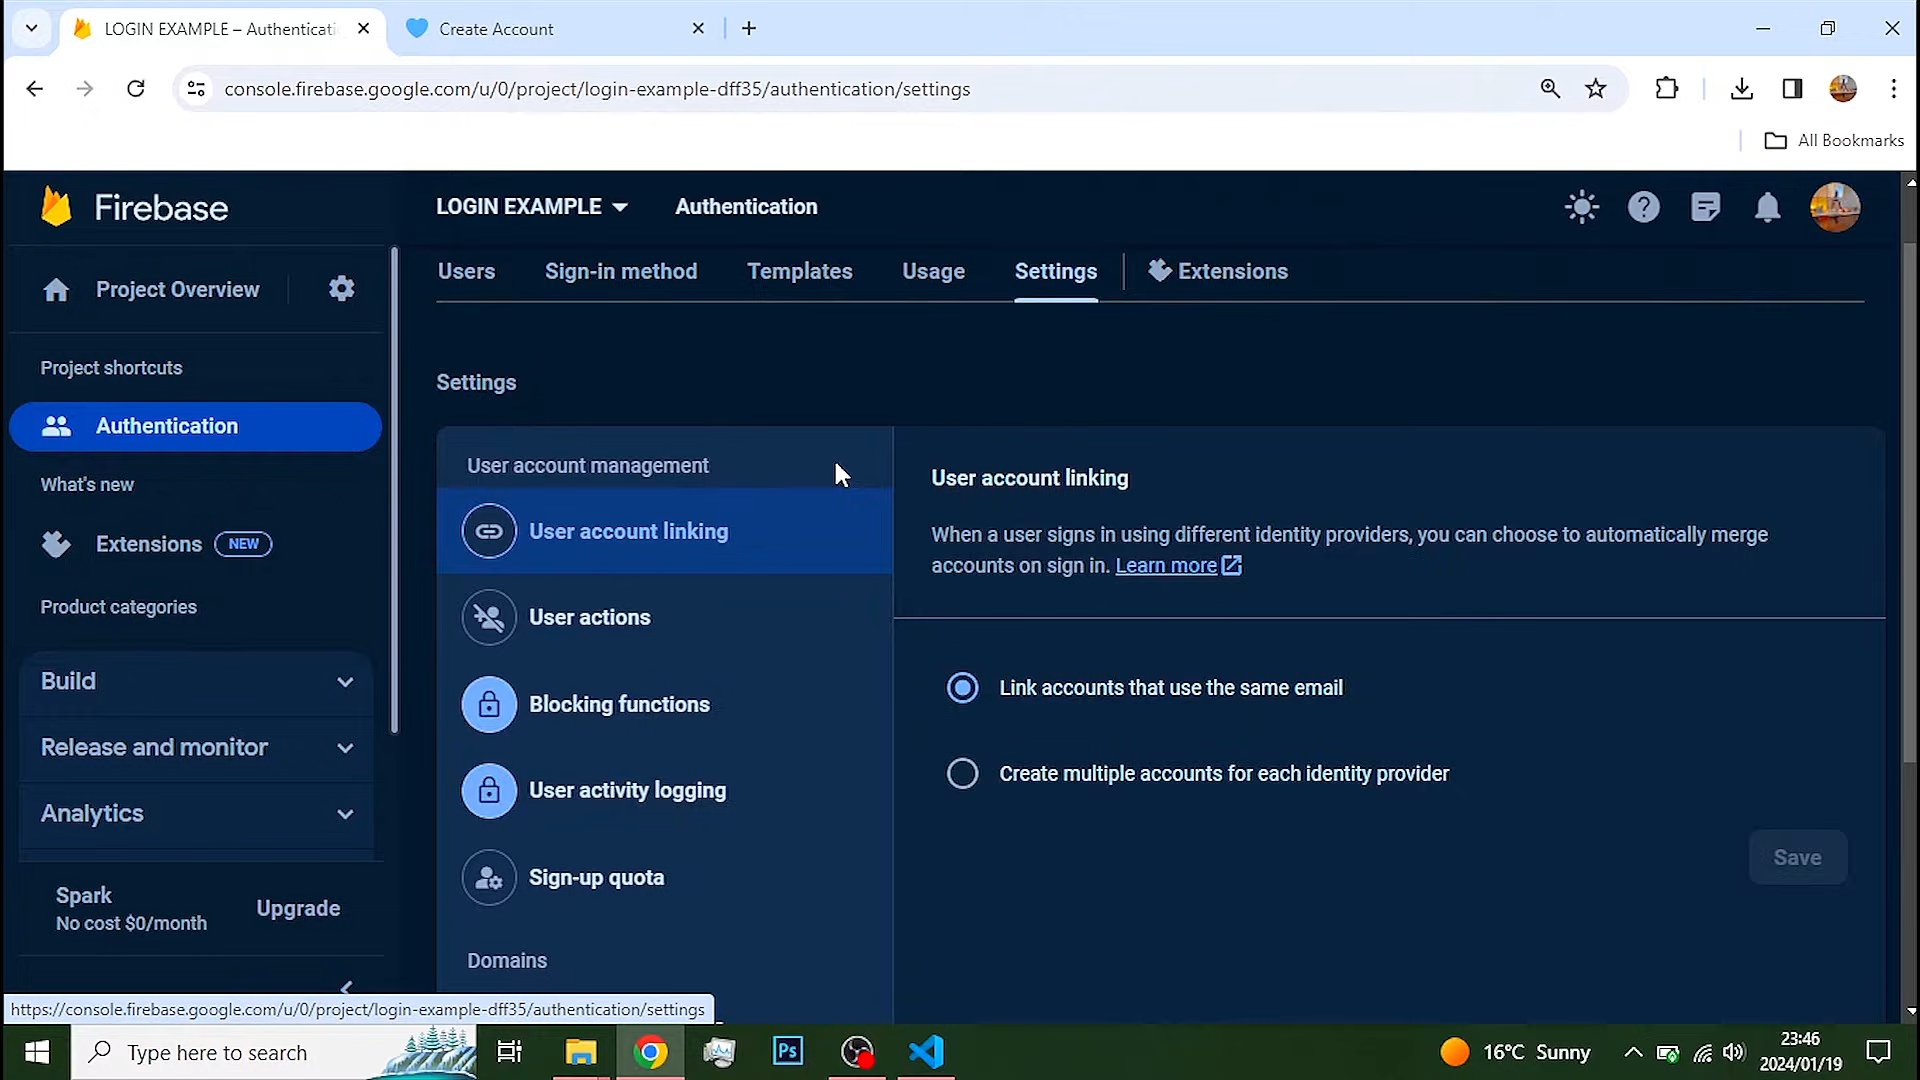 LOGIN EXAMPLE – Authenticati
Create Account
console.firebase.google.com/u/0/project/login-example-dff35/authentication/settings
All Bookmarks
Firebase
LOGIN EXAMPLE
Authentication
Users
Sign-in method
Templates
Usage
Settings
Extensions
Project Overview
Project shortcuts
Authentication
What's new
Extensions
NEW
Product categories
Build
Release and monitor
Analytics
Spark
No cost $0/month
Upgrade
Settings
User account management
User account linking
User actions
Blocking functions
User activity logging
Sign-up quota
Domains
User account linking
When a user signs in using different identity providers, you can choose to automatically merge
accounts on sign in. Learn more
Link accounts that use the same email
Create multiple accounts for each identity provider
Save
https://console.firebase.google.com/u/0/project/login-example-dff35/authentication/settings
Type here to search
Ps
16°C Sunny
23:46
2024/01/19